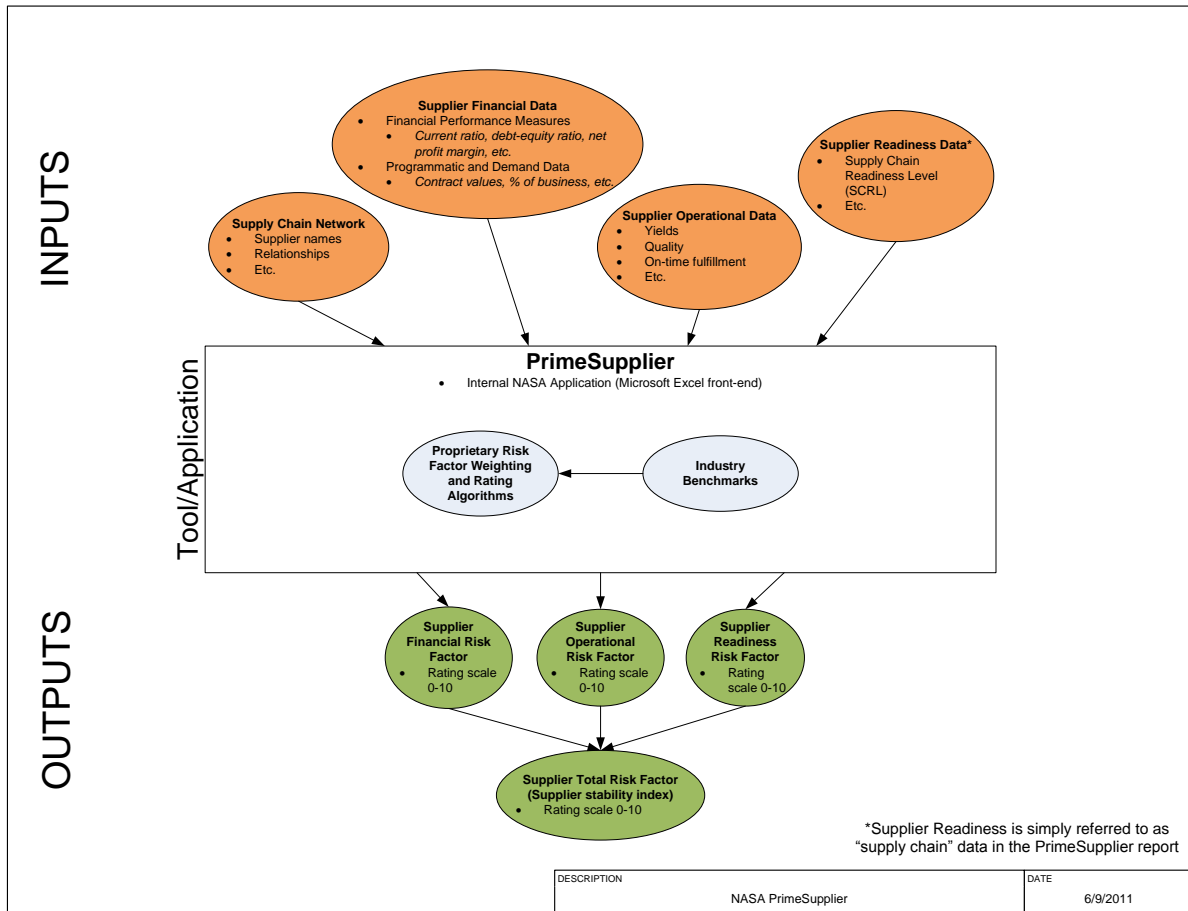 INPUTS
Supply Chain Network
• Supplier names
• Relationships
• Etc.
Supplier Financial Data
• Financial Performance Measures
• Current ratio, debt-equity ratio, net
profit margin, etc.
• Programmatic and Demand Data
• Contract values, % of business, etc.
Supplier Operational Data
• Yields
• Quality
• On-time fulfillment
• Etc.
Supplier Readiness Data*
• Supply Chain
Readiness Level
(SCRL)
• Etc.
Tool/Application
PrimeSupplier
• Internal NASA Application (Microsoft Excel front-end)
Proprietary Risk
Factor Weighting
and Rating
Algorithms
Industry
Benchmarks
OUTPUTS
Supplier
Financial Risk
Factor
• Rating scale
0-10
Supplier
Operational
Risk Factor
• Rating scale
0-10
Supplier
Readiness
Risk Factor
• Rating
scale 0-10
Supplier Total Risk Factor
(Supplier stability index)
• Rating scale 0-10
*Supplier Readiness is simply referred to as
“supply chain” data in the PrimeSupplier report
DESCRIPTION
NASA PrimeSupplier
DATE
6/9/2011